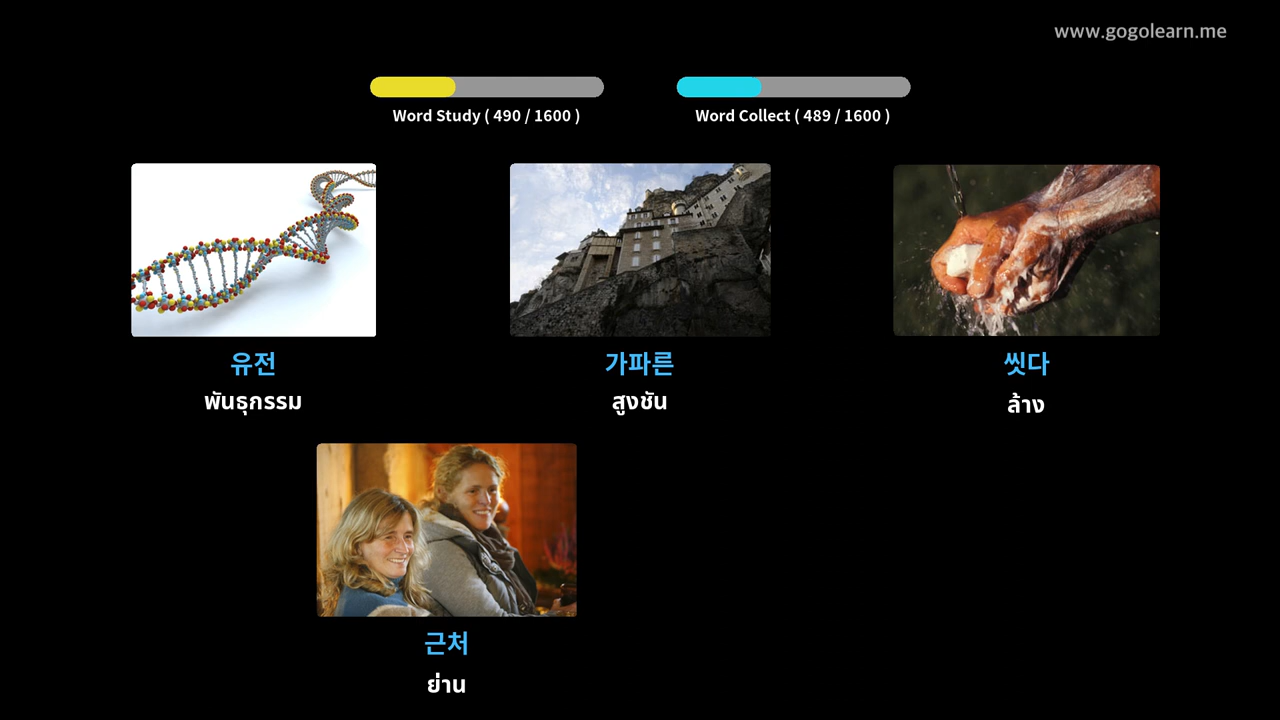 www.gogolearn.me
Word Study ( 490 / 1600 )
Word Collect ( 489 / 1600 )
유전
พันธุกรรม
가파른
สูงชัน
씻다
ล้าง
근처
ย่าน